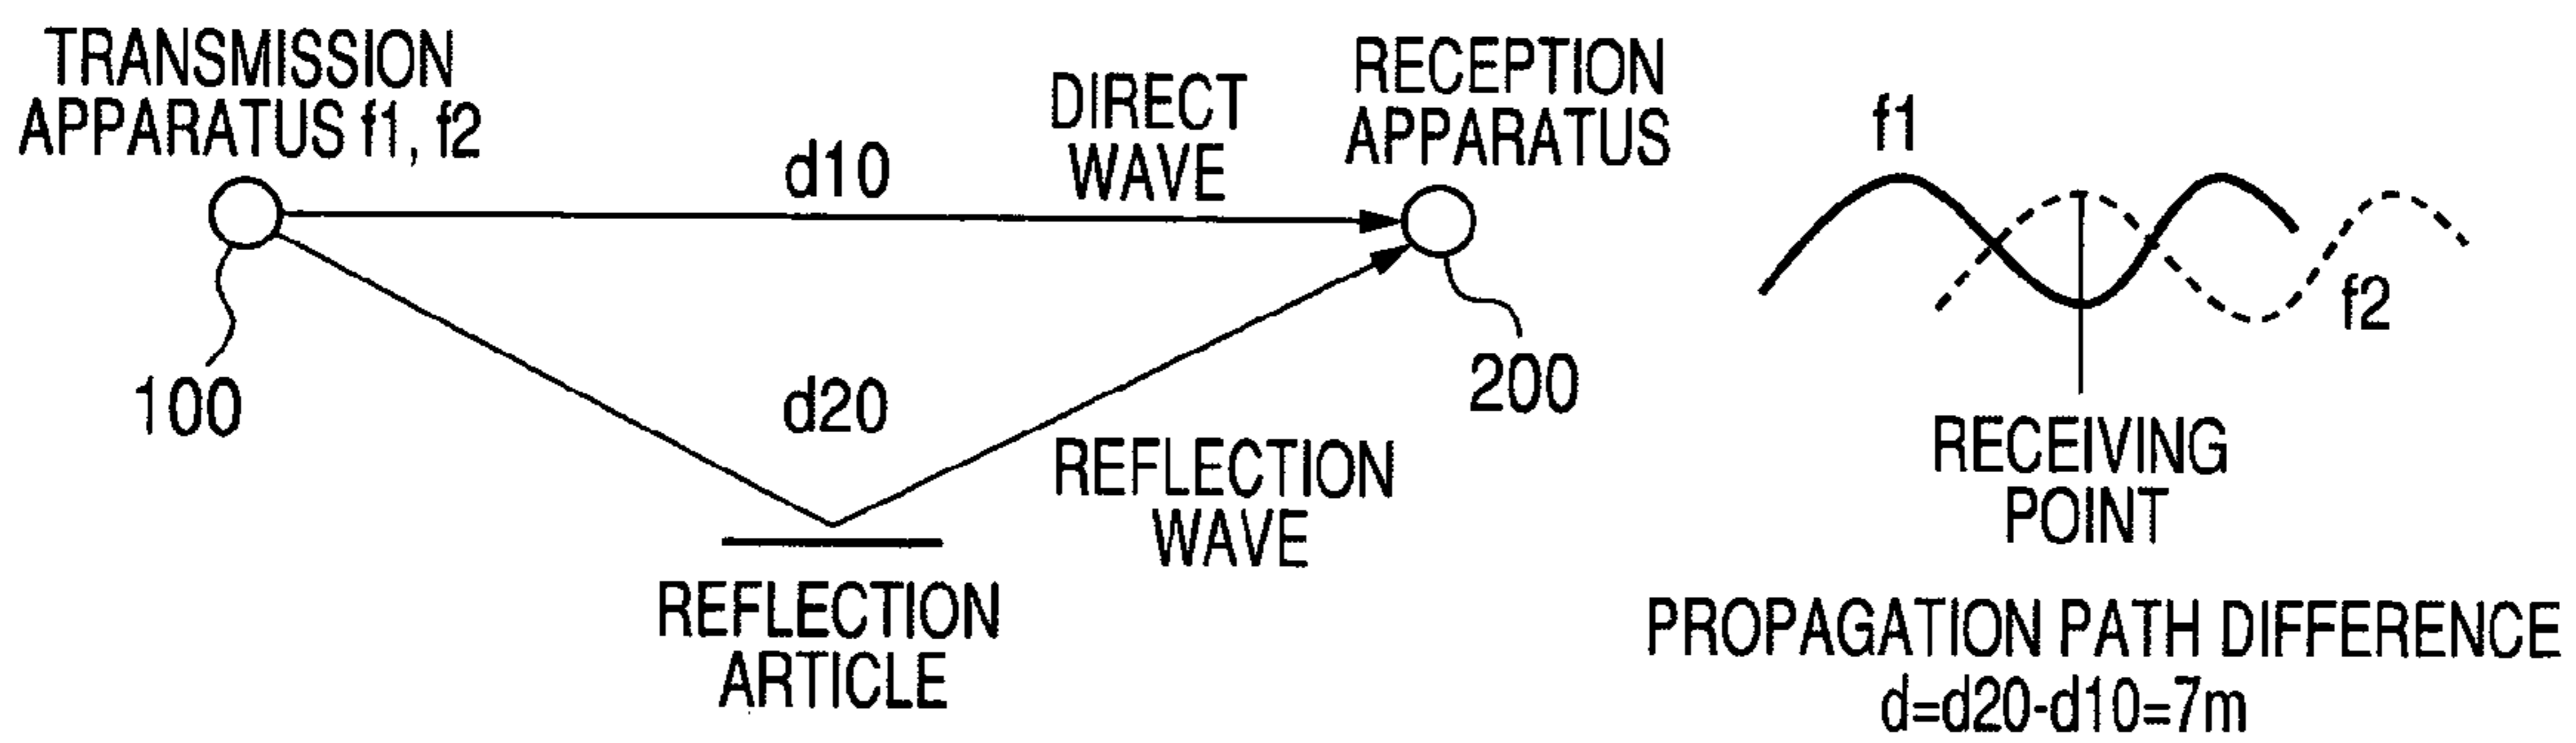 TRANSMISSION
APPARATUS f1, f2
d10
DIRECT
WAVE
RECEPTION
APPARATUS
100
d20
REFLECTION
WAVE
200
REFLECTION
ARTICLE
f1
f2
RECEIVING
POINT
PROPAGATION PATH DIFFERENCE
d=d20-d10=7m